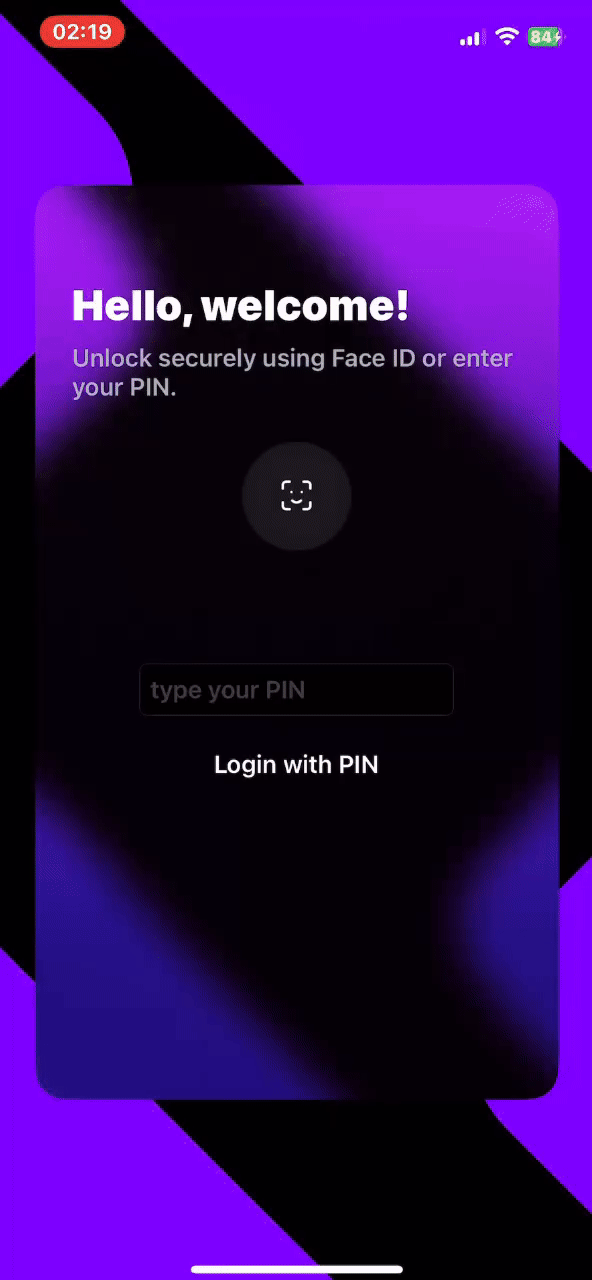 02:19
84
Hello, welcome!
Unlock securely using Face ID or enter
your PIN.
type your PIN
Login with PIN